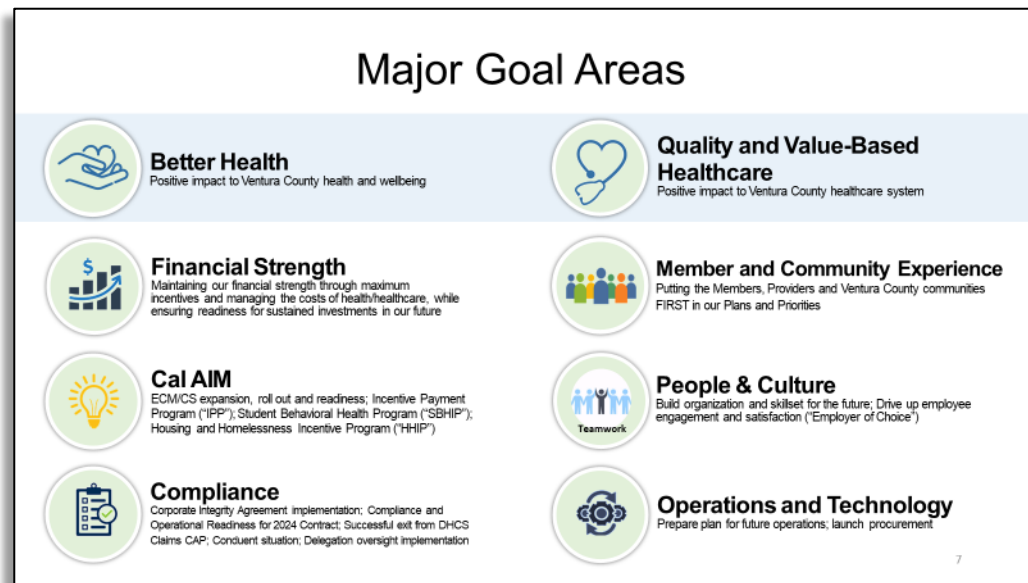 Major Goal Areas
Better Health
Positive impact to Ventura County health and wellbeing
Quality and Value-Based
Healthcare
Positive impact to Ventura County healthcare system
Financial Strength
Maintaining our financial strength through maximum
incentives and managing the costs of health/healthcare, while
ensuring readiness for sustained investments in our future
Member and Community Experience
Putting the Members, Providers and Ventura County communities
FIRST in our Plans and Priorities
Cal AIM
ECM/CS expansion, roll out and readiness; Incentive Payment
Program ("IPP"); Student Behavioral Health Program ("SBHIP");
Housing and Homelessness Incentive Program ("HHIP")
Teamwork
People & Culture
Build organization and skillset for the future; Drive up employee
engagement and satisfaction ("Employer of Choice")
Compliance
Corporate Integrity Agreement implementation; Compliance and
Operational Readiness for 2024 Contract; Successful exit from DHCS
Claims CAP; Conduent situation; Delegation oversight implementation
Operations and Technology
Prepare plan for future operations; launch procurement
7